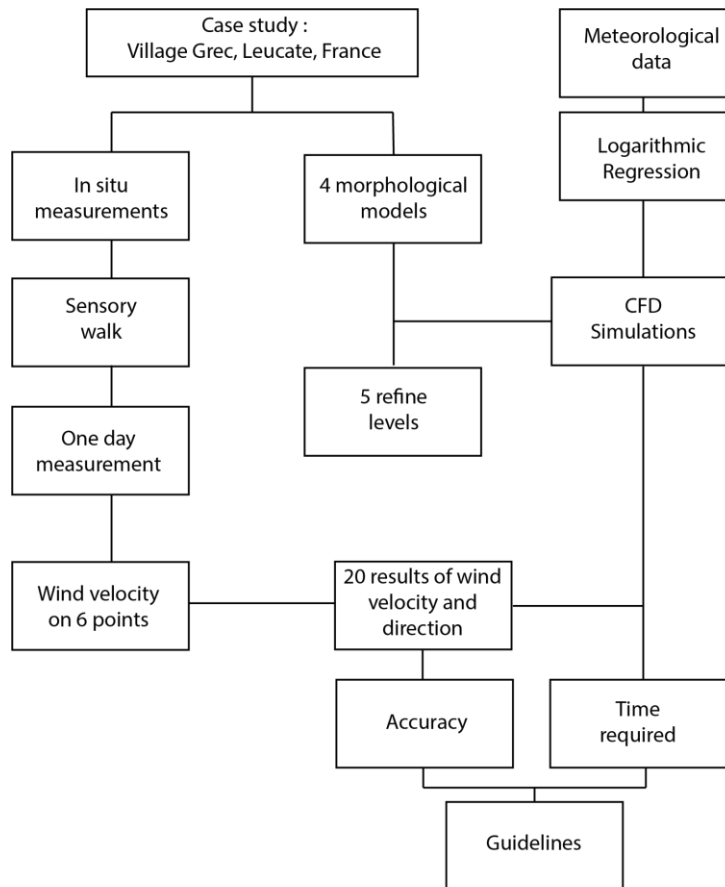 Case study :
Village Grec, Leucate, France
Meteorological
data
In situ
measurements
4 morphological
models
Logarithmic
Regression
Sensory
walk
CFD
Simulations
5 refine
levels
One day
measurement
Wind velocity
on 6 points
20 results of wind
velocity and
direction
Accuracy
Time
required
Guidelines